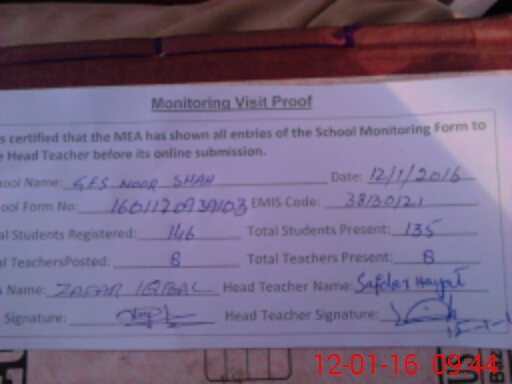 Monitoring Visit Proof
s certified that the MEA has shown all entries of the School Monitoring Form to
e Head Teacher before its online submission.
ool Name: GES NOOR SHAH Date: 12/1/2016
ool Form No: 1601120939103 EMIS Code: 38130121
al Students Registered: 146 Total Students Present: 135
al TeachersPosted: 8 Total Teachers Present: 8
Name: ZAFAR IQBAL Head Teacher Name: Safdar Hayat
Signature: Head Teacher Signature:
12-01-16 09:44